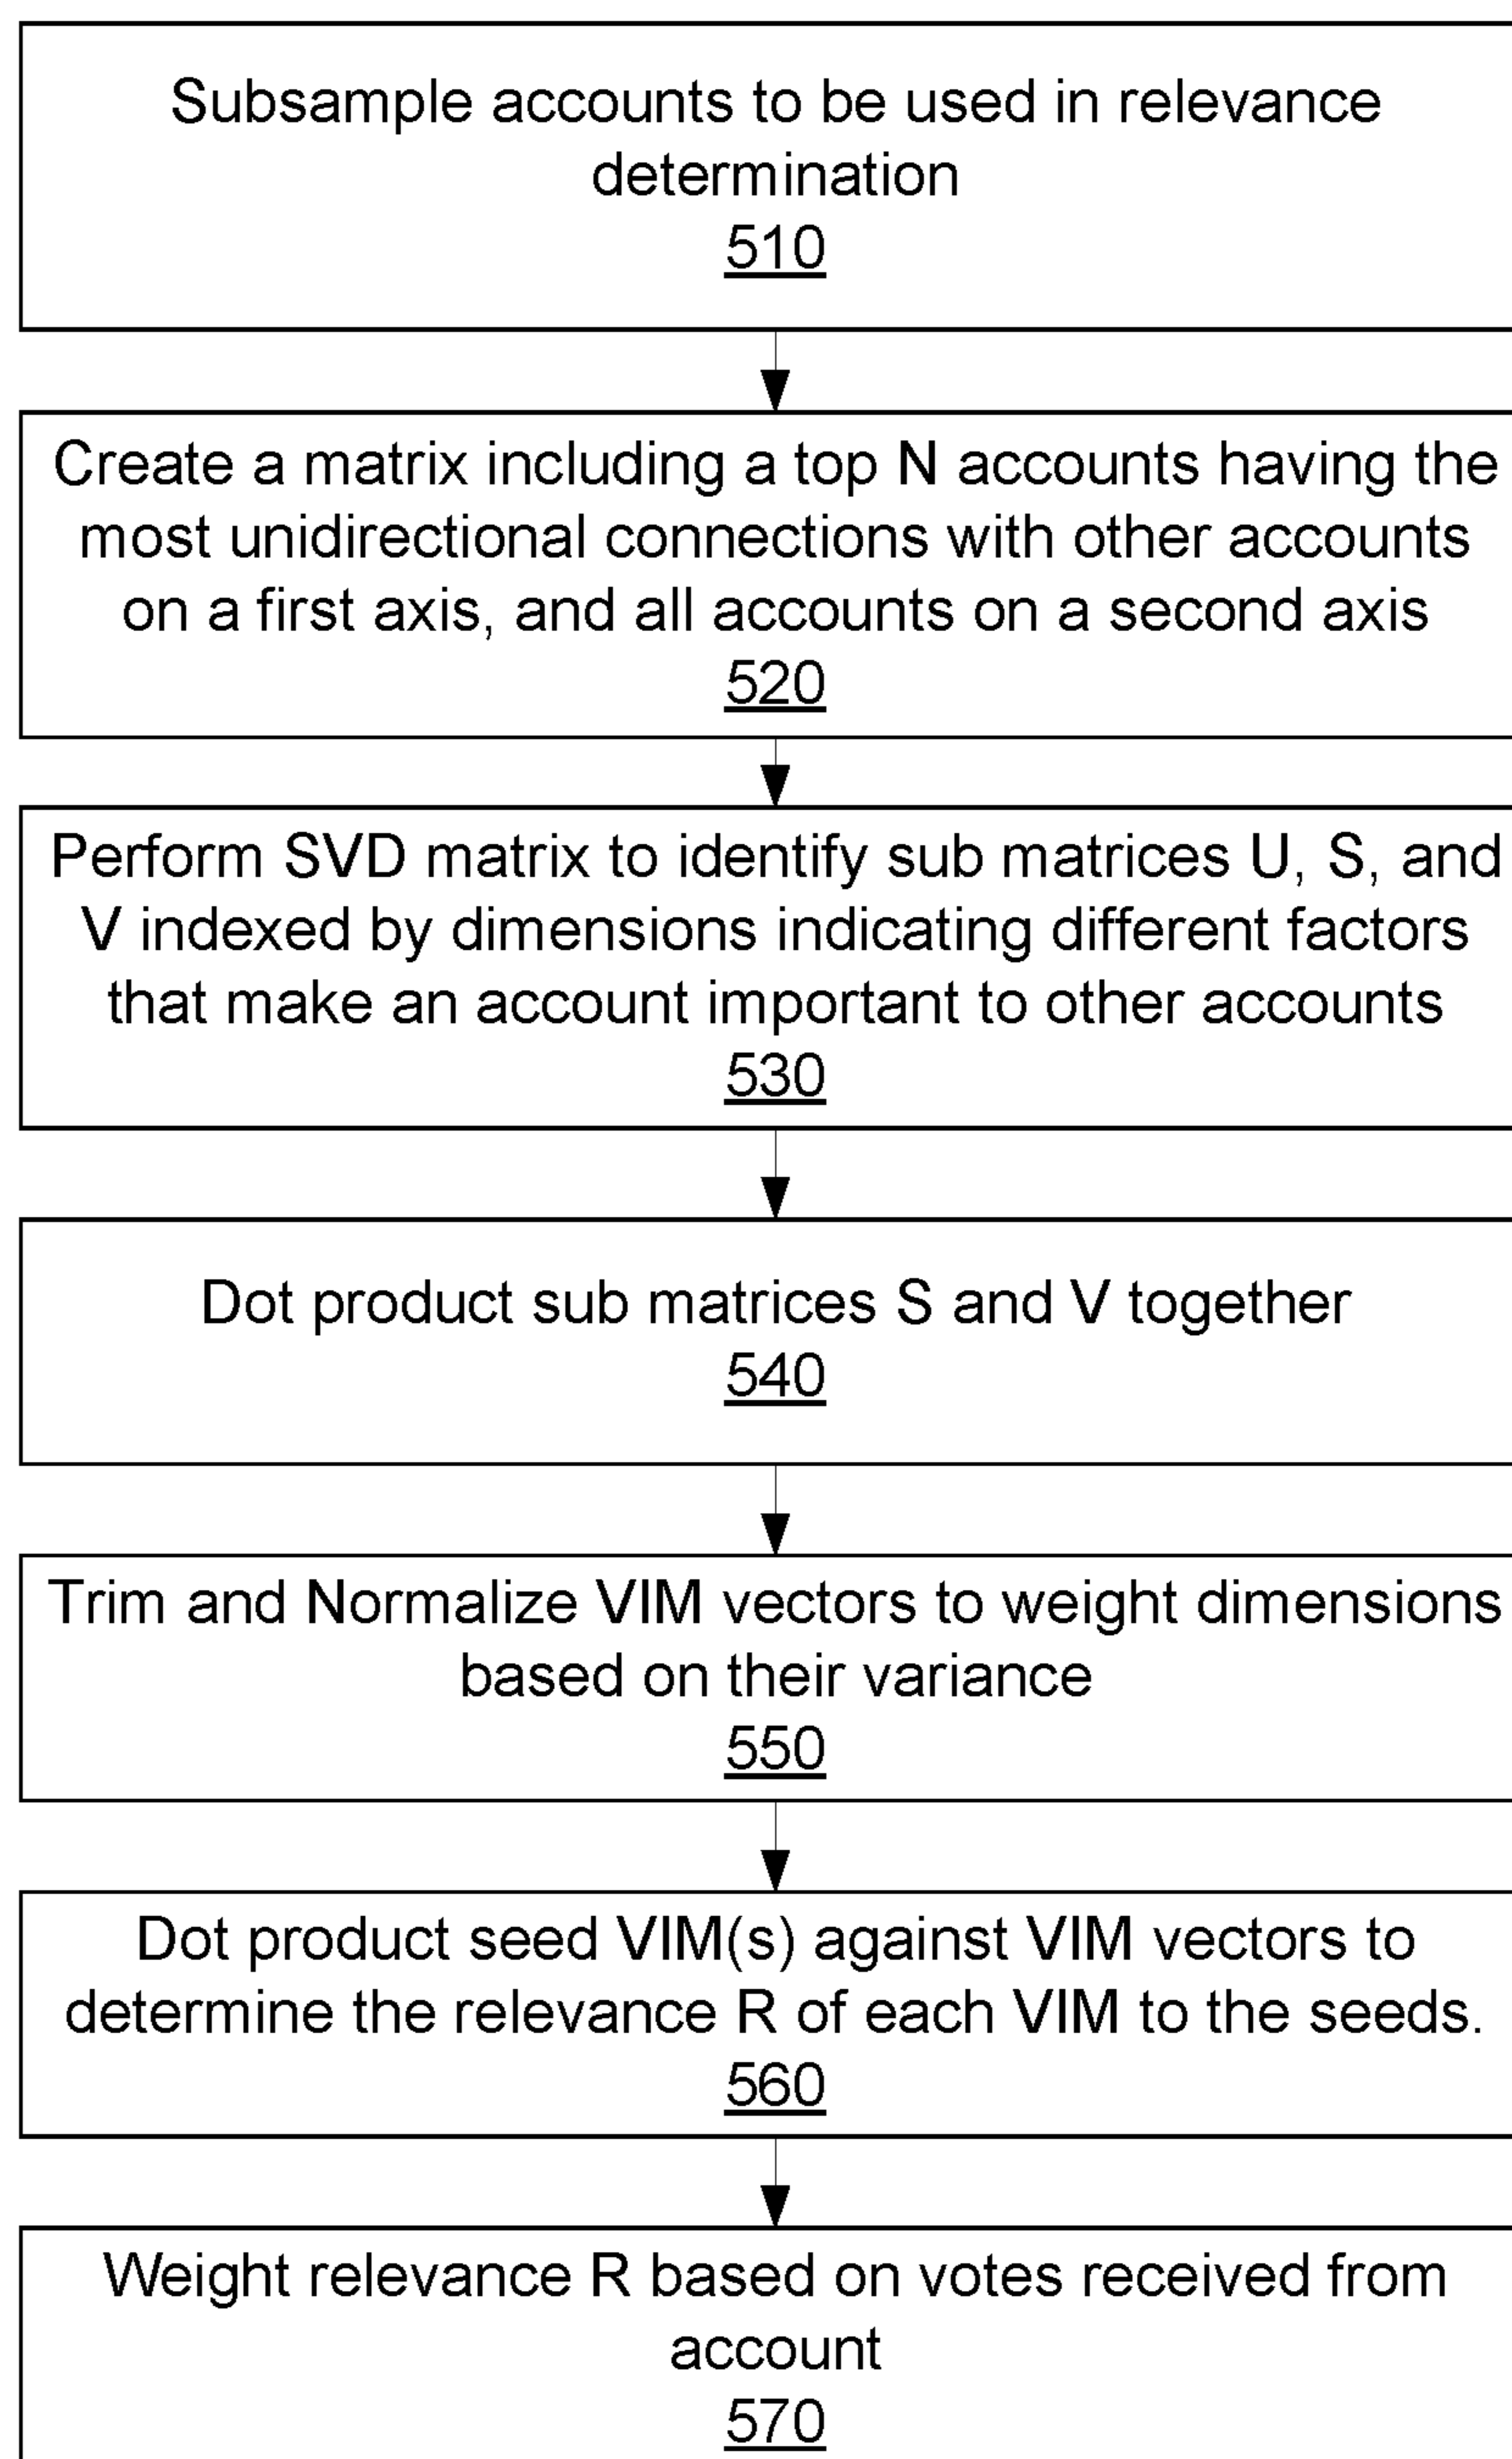 Subsample accounts to be used in relevance
determination
510
Create a matrix including a top N accounts having the
most unidirectional connections with other accounts
on a first axis, and all accounts on a second axis
520
Perform SVD matrix to identify sub matrices U, S, and
V indexed by dimensions indicating different factors
that make an account important to other accounts
530
Dot product sub matrices S and V together
540
Trim and Normalize VIM vectors to weight dimensions
based on their variance
550
Dot product seed VIM(s) against VIM vectors to
determine the relevance R of each VIM to the seeds.
560
Weight relevance R based on votes received from
account
570